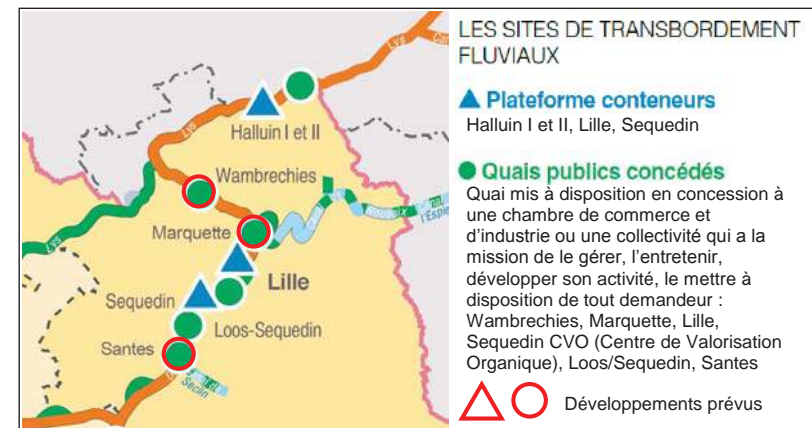 LES SITES DE TRANSBORDEMENT
FLUVIAUX
Plateforme conteneurs
Halluin I et II, Lille, Sequedin
Quais publics concédés
Quai mis à disposition en concession à
une chambre de commerce et
d'industrie ou une collectivité qui a la
mission de le gérer, l'entretenir,
développer son activité, le mettre à
disposition de tout demandeur :
Wambrechies, Marquette, Lille,
Sequedin CVO (Centre de Valorisation
Organique), Loos/Sequedin, Santes
Développements prévus
Lys
Halluin I et II
Lys
Wambrechies
Marquette
Roubaix
Lille
Sequedin
Loos-Sequedin
Santes
Seclin
Lys